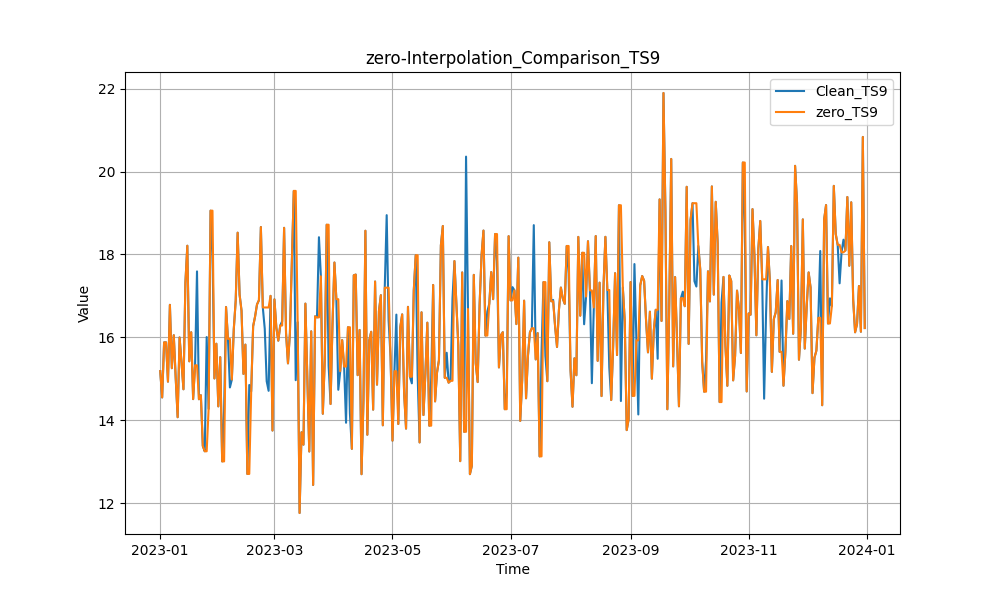 zero-Interpolation_Comparison_TS9
Clean_TS9
zero_TS9
Value
22
20
18
16
14
12
2023-01
2023-03
2023-05
2023-07
2023-09
2023-11
2024-01
Time